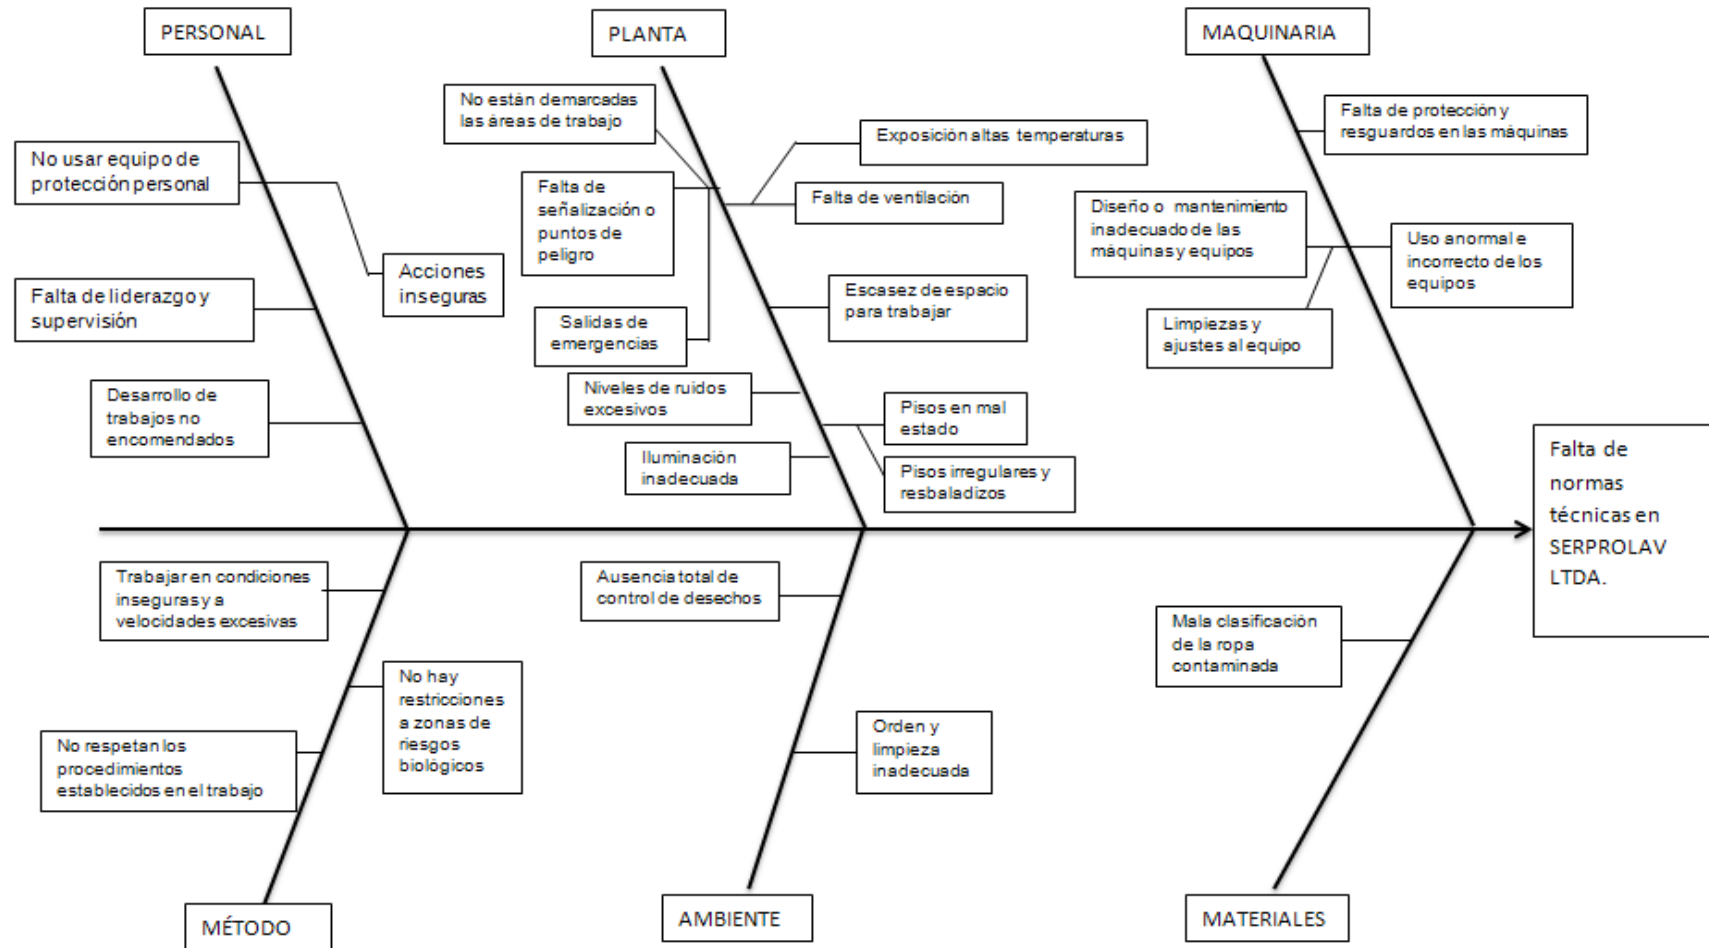 PERSONAL
PLANTA
MAQUINARIA
No están demarcadas
las áreas de trabajo
Exposición altas temperaturas
Falta de protección y
resguardos en las máquinas
No usar equipo de
protección personal
Falta de
señalización o
puntos de
peligro
Falta de ventilación
Diseño o mantenimiento
inadecuado de las
máquinas y equipos
Uso anormal e
incorrecto de los
equipos
Acciones
inseguras
Falta de liderazgo y
supervisión
Salidas de
emergencias
Escasez de espacio
para trabajar
Limpiezas y
ajustes al equipo
Desarrollo de
trabajos no
encomendados
Niveles de ruidos
excesivos
Pisos en mal
estado
Iluminación
inadecuada
Pisos irregulares y
resbaladizos
Falta de
normas
técnicas en
SERPROLAV
LTDA.
Trabajar en condiciones
inseguras y a
velocidades excesivas
Ausencia total de
control de desechos
Mala clasificación
de la ropa
contaminada
No hay
restricciones
a zonas de
riesgos
biológicos
No respetan los
procedimientos
establecidos en el trabajo
Orden y
limpieza
inadecuada
MÉTODO
AMBIENTE
MATERIALES